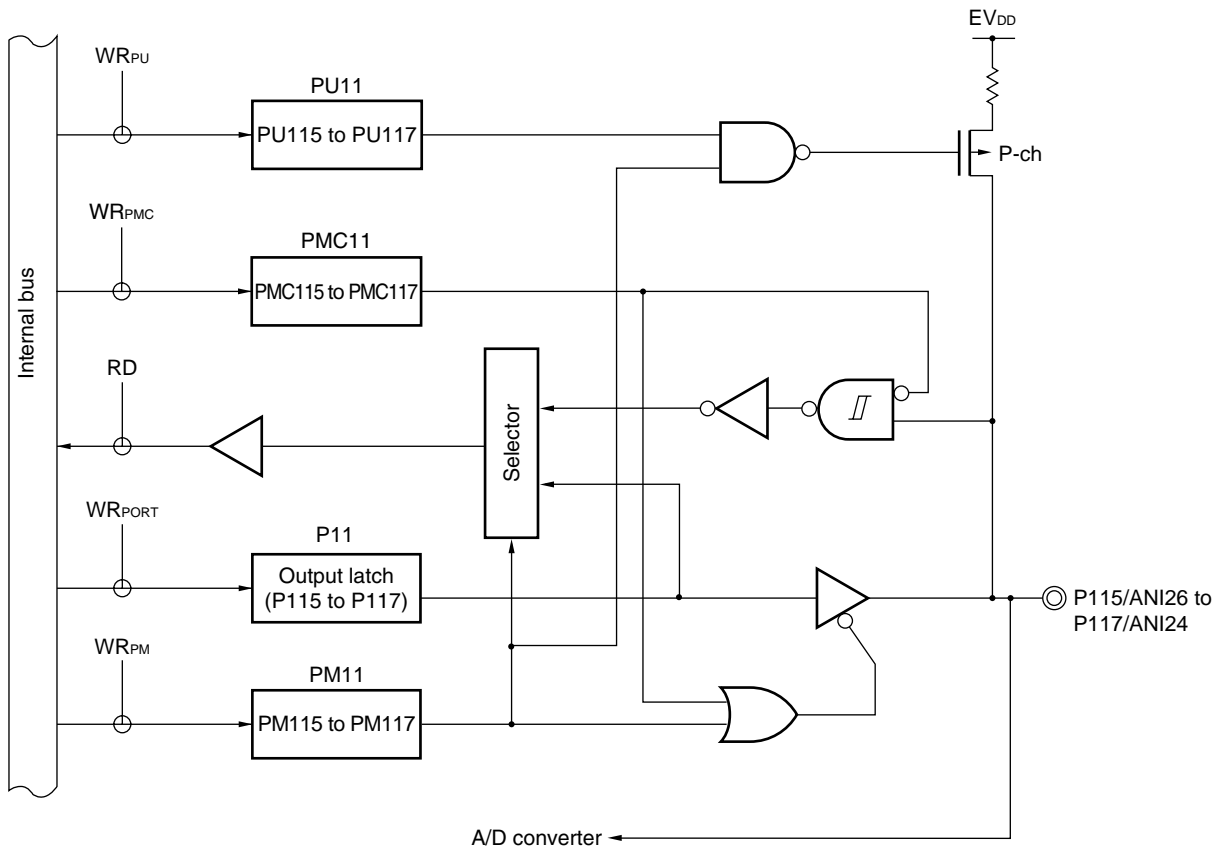 EVDD
WRPU
PU11
PU115 to PU117
P-ch
WRPMC
PMC11
PMC115 to PMC117
Internal bus
RD
Selector
WRPORT
P11
Output latch
(P115 to P117)
P115/ANI26 to
P117/ANI24
WRPM
PM11
PM115 to PM117
A/D converter